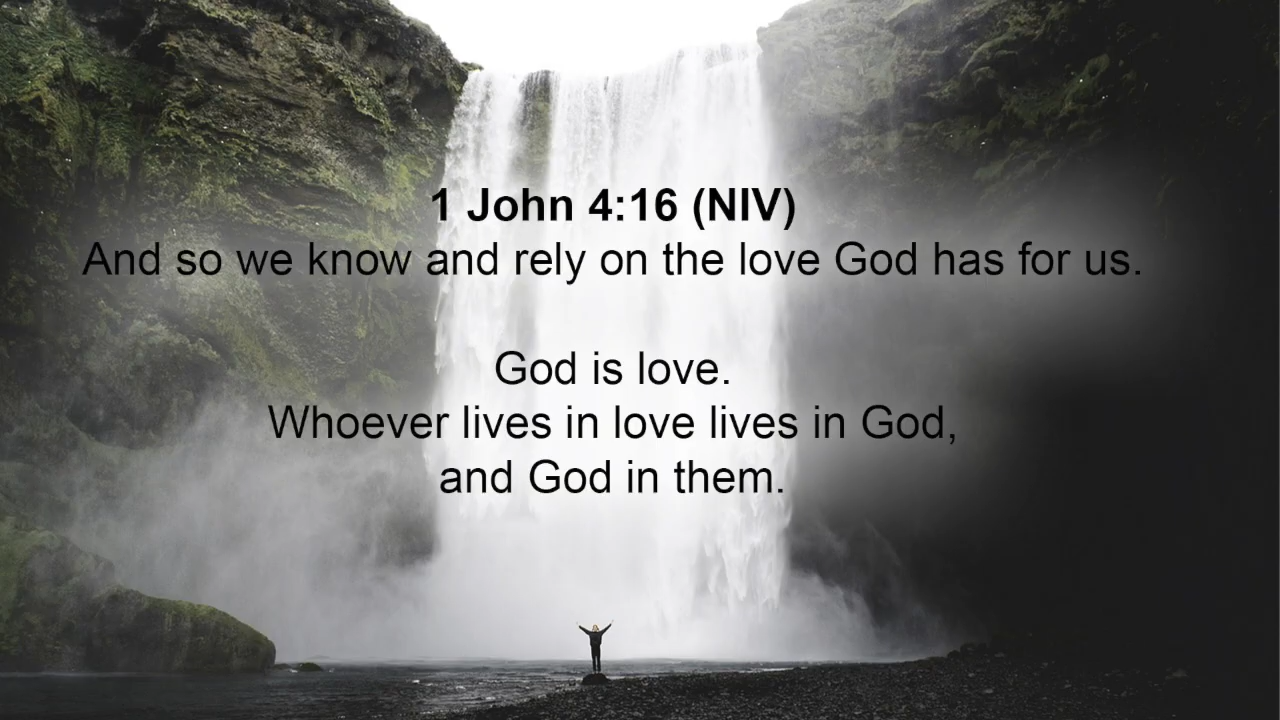 1 John 4:16 (NIV)
And so we know and rely on the love God has for us.
God is love.
Whoever lives in love lives in God,
and God in them.